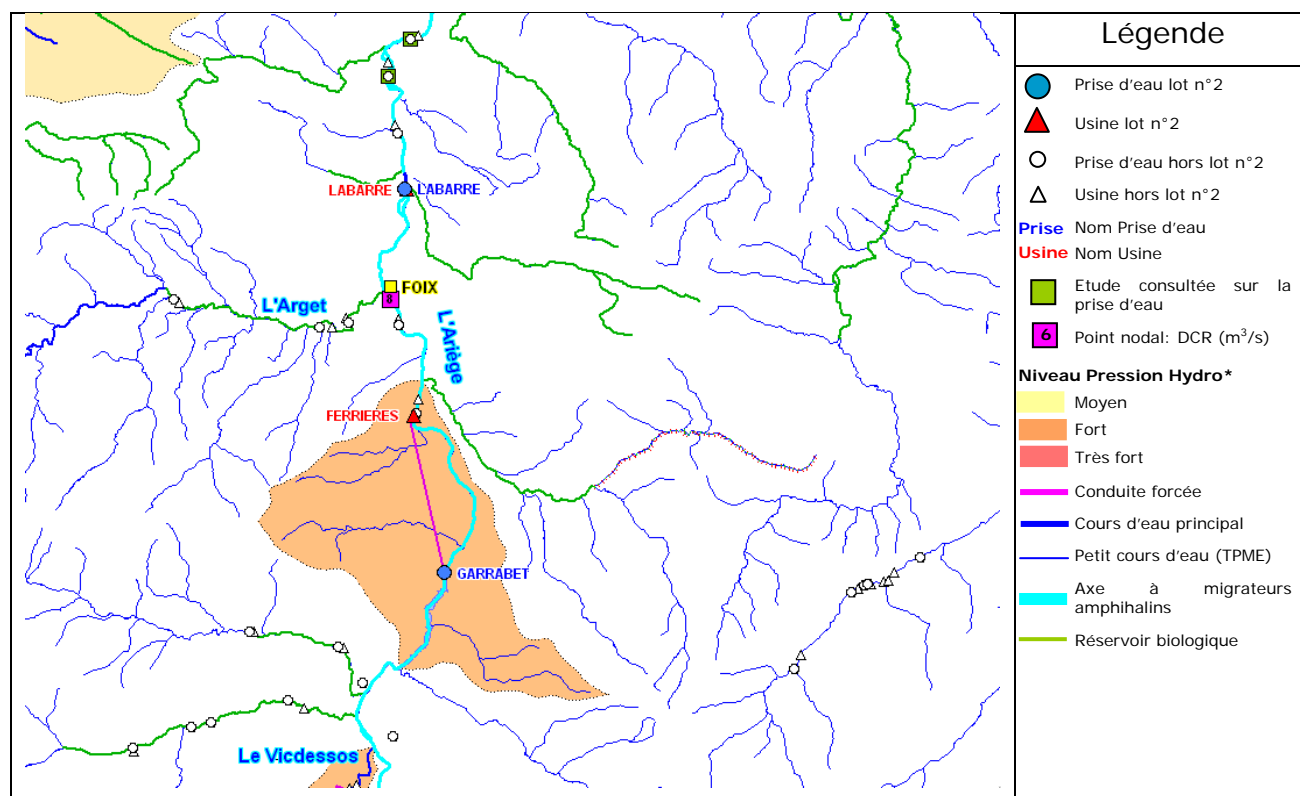 LABARRE
LABARRE
FOIX
8
L'Arget
L'Ariège
FERRIERES
GARRABET
Le Vicdessos
Légende
Prise d'eau lot n°2
Usine lot n°2
Prise d'eau hors lot n°2
Usine hors lot n°2
Prise Nom Prise d'eau
Usine Nom Usine
Etude consultée sur la
prise d'eau
6 Point nodal: DCR (m³/s)
Niveau Pression Hydro*
Moyen
Fort
Très fort
Conduite forcée
Cours d'eau principal
Petit cours d'eau (TPME)
Axe à migrateurs
amphihalins
Réservoir biologique